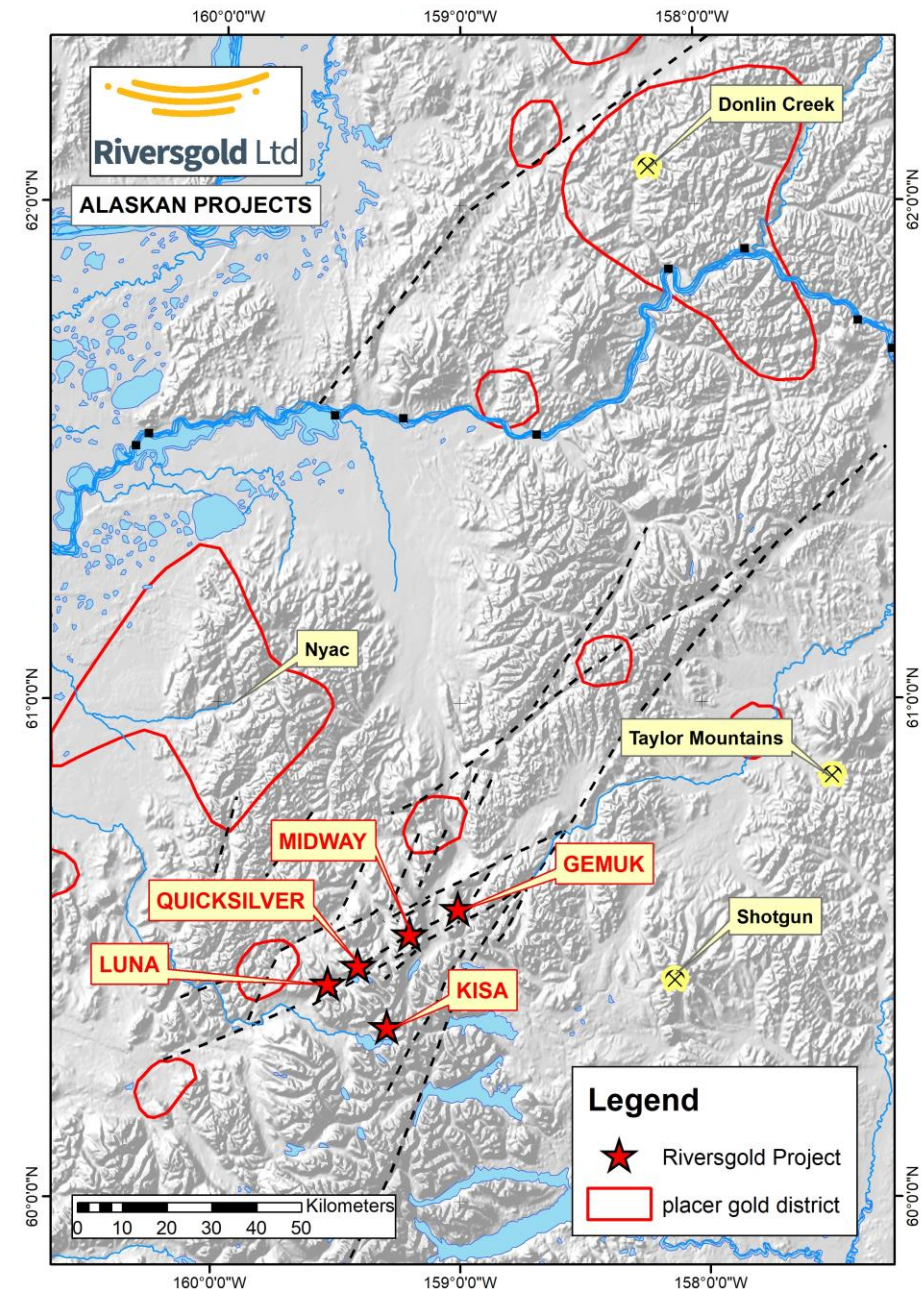 160°0'0"W 159°0'0"W 158°0'0"W
Riversgold Ltd
ALASKAN PROJECTS
Donlin Creek
62°0'0"N 62°0'0"N
Nyac
61°0'0"N 61°0'0"N
Taylor Mountains
MIDWAY
GEMUK
QUICKSILVER
Shotgun
LUNA
KISA
Legend
Riversgold Project
placer gold district
60°0'0"N 60°0'0"N
Kilometers
0 10 20 30 40 50
160°0'0"W 159°0'0"W 158°0'0"W